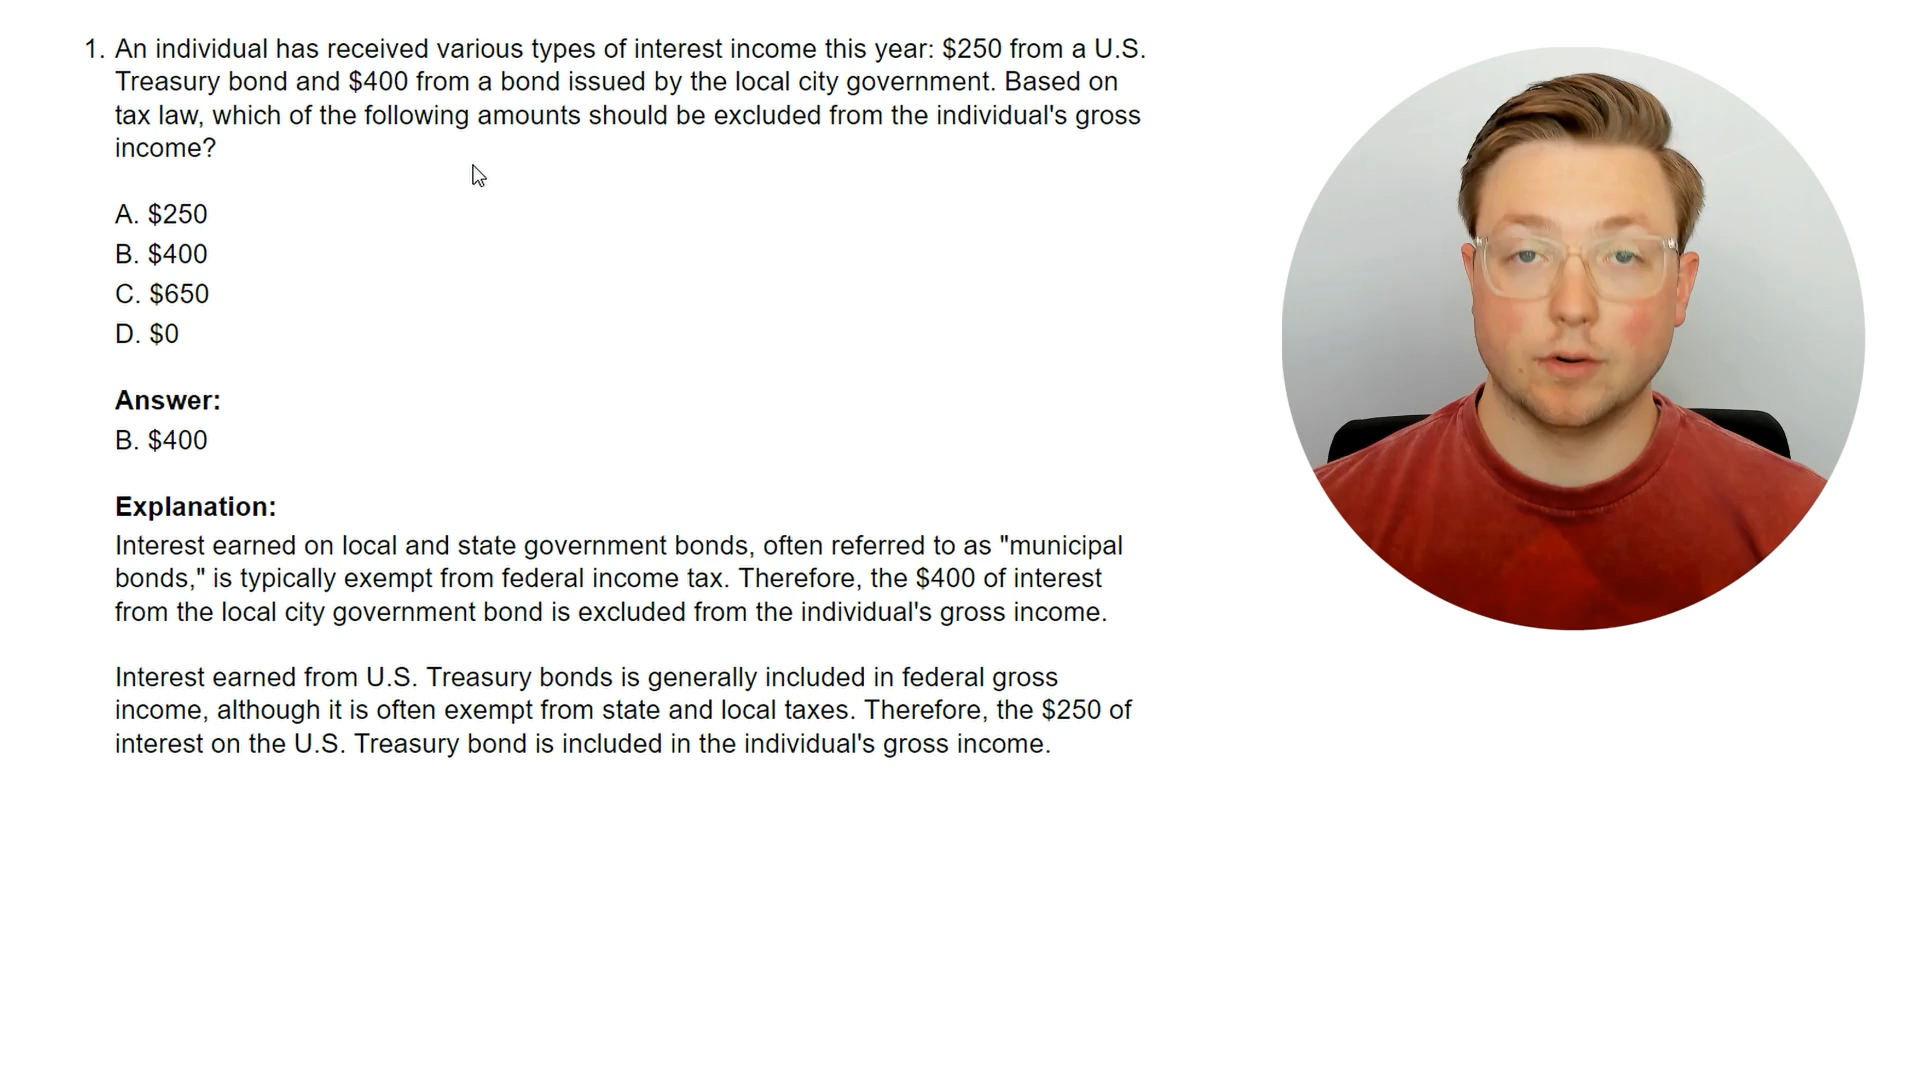 1. An individual has received various types of interest income this year: $250 from a U.S.
Treasury bond and $400 from a bond issued by the local city government. Based on
tax law, which of the following amounts should be excluded from the individual's gross
income?
A. $250
B. $400
C. $650
D. $0
Answer:
B. $400
Explanation:
Interest earned on local and state government bonds, often referred to as "municipal
bonds," is typically exempt from federal income tax. Therefore, the $400 of interest
from the local city government bond is excluded from the individual's gross income.
Interest earned from U.S. Treasury bonds is generally included in federal gross
income, although it is often exempt from state and local taxes. Therefore, the $250 of
interest on the U.S. Treasury bond is included in the individual's gross income.